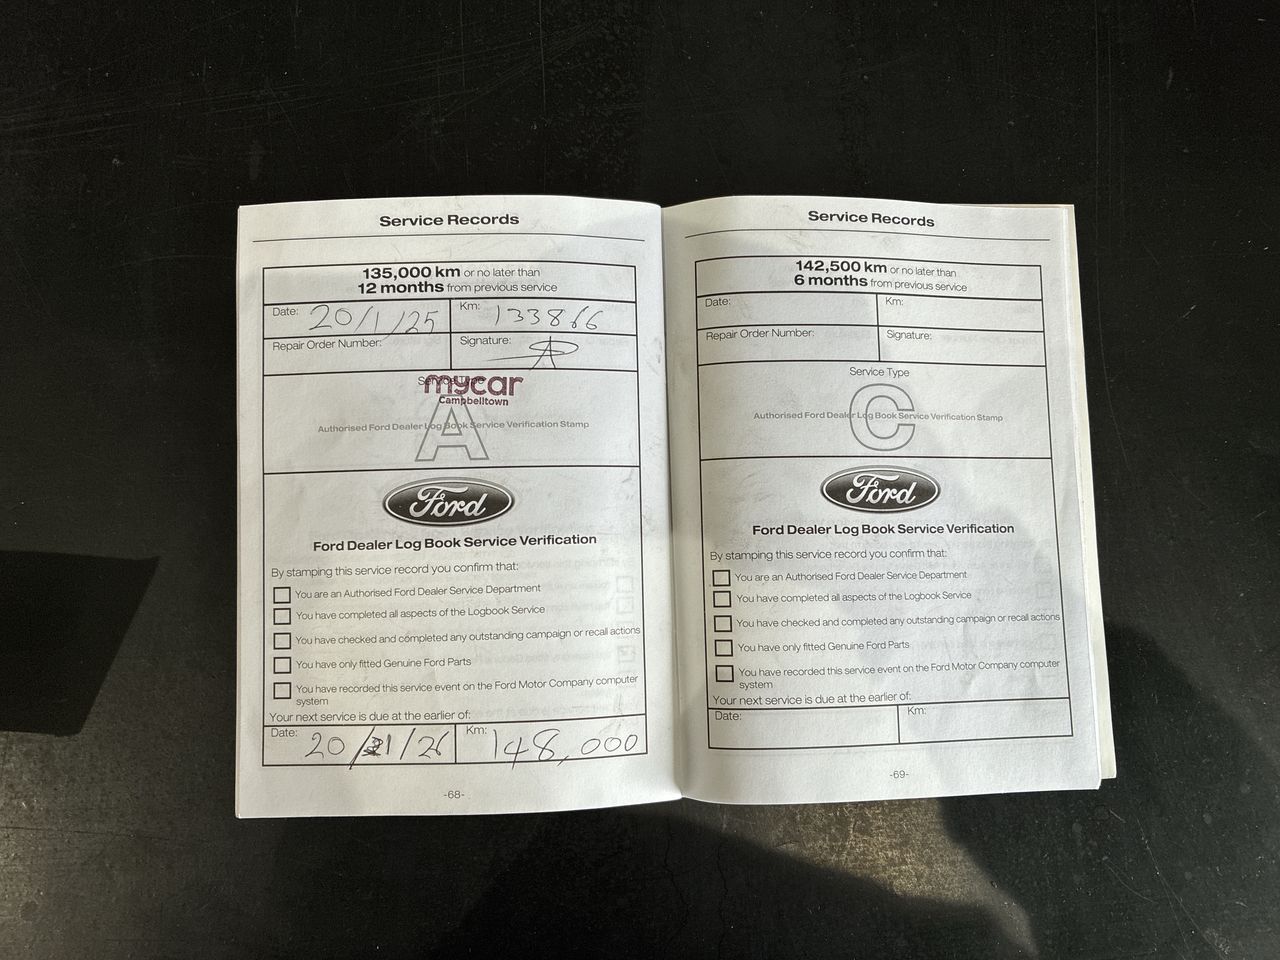 Service Records
135,000 km or no later than
12 months from previous service
Date: 20/1/25 Km: 133866
Repair Order Number: Signature:
Service Type
mycar
Campbelltown
A
Authorised Ford Dealer Log Book Service Verification Stamp
Ford
Ford Dealer Log Book Service Verification
By stamping this service record you confirm that:
You are an Authorised Ford Dealer Service Department
You have completed all aspects of the Logbook Service
You have checked and completed any outstanding campaign or recall actions
You have only fitted Genuine Ford Parts
You have recorded this service event on the Ford Motor Company computer
system
Your next service is due at the earlier of:
Date: 20/1/26 Km: 148,000
-68-
Service Records
142,500 km or no later than
6 months from previous service
Date: Km:
Repair Order Number: Signature:
Service Type
C
Authorised Ford Dealer Log Book Service Verification Stamp
Ford
Ford Dealer Log Book Service Verification
By stamping this service record you confirm that:
You are an Authorised Ford Dealer Service Department
You have completed all aspects of the Logbook Service
You have checked and completed any outstanding campaign or recall actions
You have only fitted Genuine Ford Parts
You have recorded this service event on the Ford Motor Company computer
system
Your next service is due at the earlier of:
Date: Km:
-69-